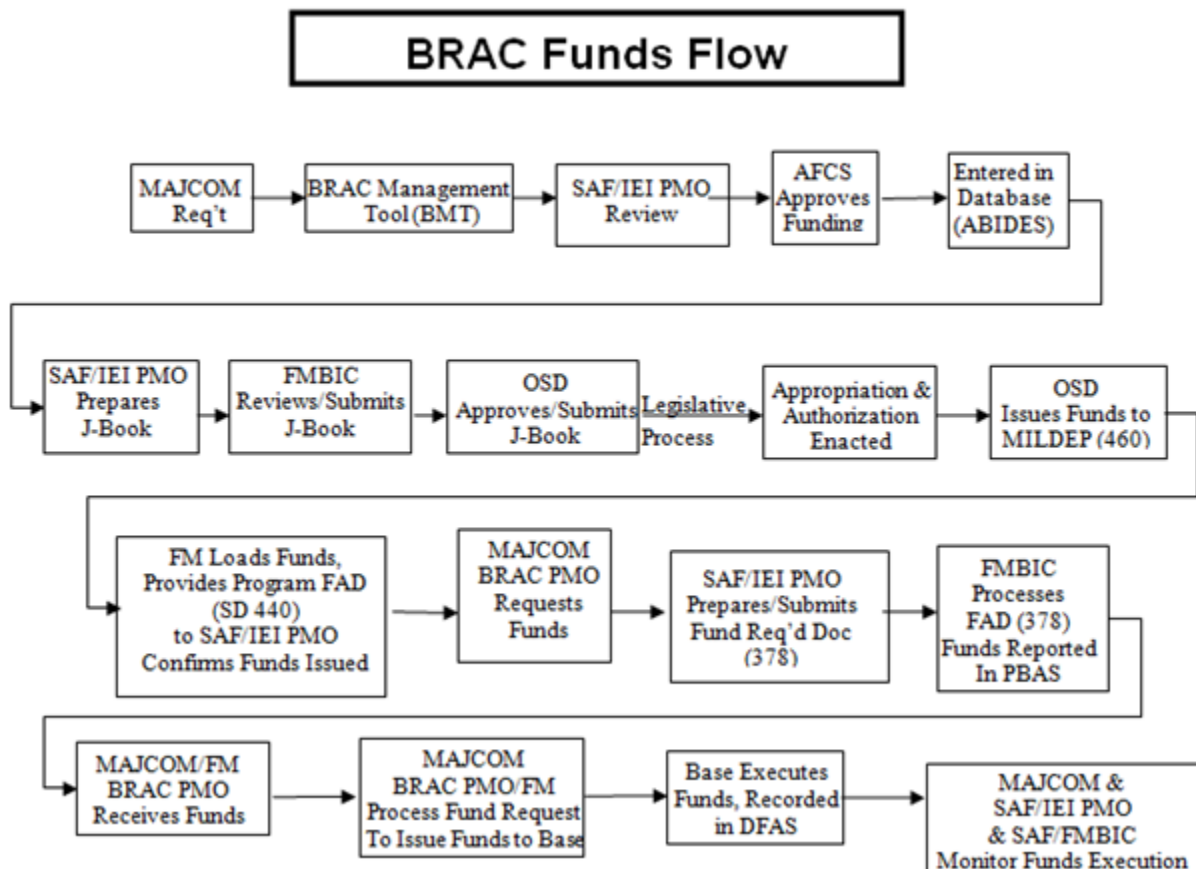 BRAC Funds Flow
MAJCOM
Req't
BRAC Management
Tool (BMT)
SAF/IEI PMO
Review
AFCS
Approves
Funding
Entered in
Database
(ABIDES)
SAF/IEI PMO
Prepares
J-Book
FMBIC
Reviews/Submits
J-Book
OSD
Approves/Submits
J-Book
Legislative
Process
Appropriation &
Authorization
Enacted
OSD
Issues Funds to
MILDEP (460)
FM Loads Funds,
Provides Program FAD
(SD 440)
to SAF/IEI PMO
Confirms Funds Issued
MAJCOM
BRAC PMO
Requests
Funds
SAF/IEI PMO
Prepares/Submits
Fund Req'd Doc
(378)
FMBIC
Processes
FAD (378)
Funds Reported
In PBAS
MAJCOM/FM
BRAC PMO
Receives Funds
MAJCOM
BRAC PMO/FM
Process Fund Request
To Issue Funds to Base
Base Executes
Funds, Recorded
in DFAS
MAJCOM &
SAF/IEI PMO
& SAF/FMBIC
Monitor Funds Execution